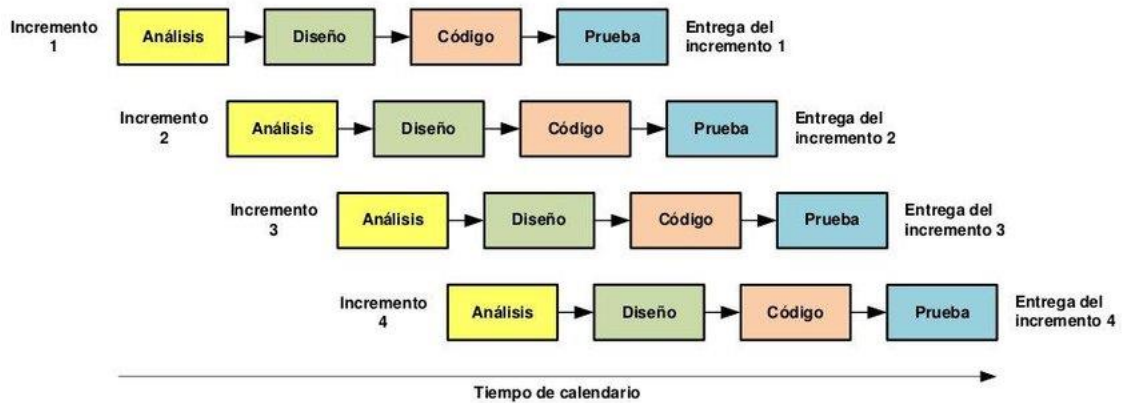 Incremento
1
Análisis
Diseño
Código
Prueba
Entrega del
incremento 1
Incremento
2
Análisis
Diseño
Código
Prueba
Entrega del
incremento 2
Incremento
3
Análisis
Diseño
Código
Prueba
Entrega del
incremento 3
Incremento
4
Análisis
Diseño
Código
Prueba
Entrega del
incremento 4
Tiempo de calendario